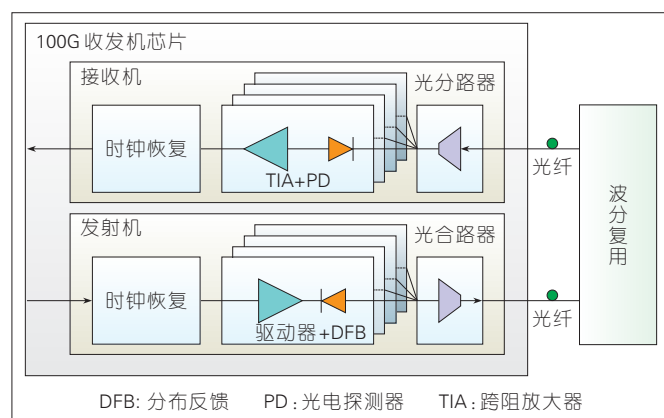 100G 收发机芯片
接收机
光分路器
时钟恢复
TIA+PD
光纤
发射机
光合路器
时钟恢复
驱动器+DFB
光纤
波分复用
DFB: 分布反馈 PD: 光电探测器 TIA: 跨阻放大器